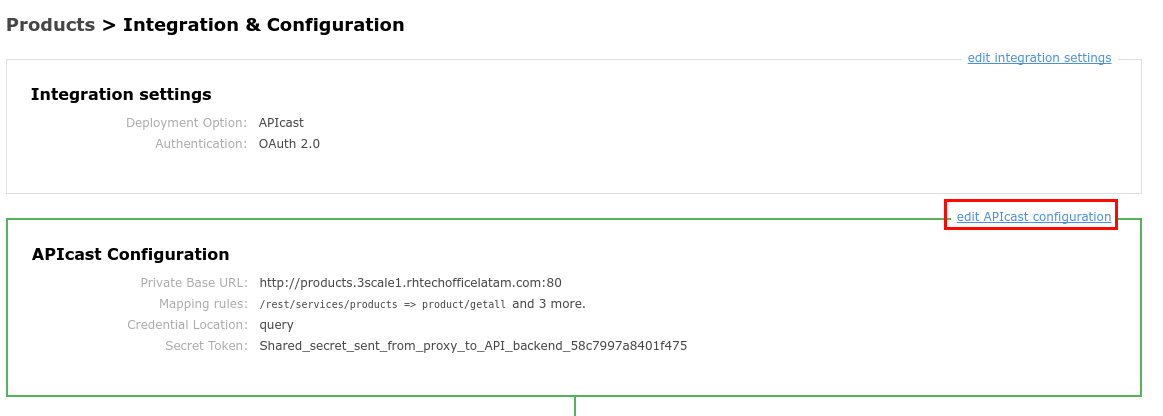 Products > Integration & Configuration
edit integration settings
Integration settings
Deployment Option: APIcast
Authentication: OAuth 2.0
edit APIcast configuration
APIcast Configuration
Private Base URL: http://products.3scale1.rhtechofficelatam.com:80
Mapping rules: /rest/services/products => product/getall and 3 more.
Credential Location: query
Secret Token: Shared_secret_sent_from_proxy_to_API_backend_58c7997a8401f475